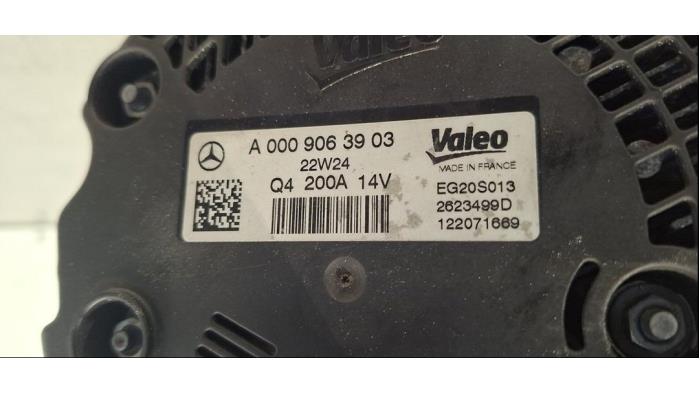 Valeo
A 000 906 39 03
22W24
Q4 200A 14V
Valeo
MADE IN FRANCE
EG20S013
2623499D
122071669